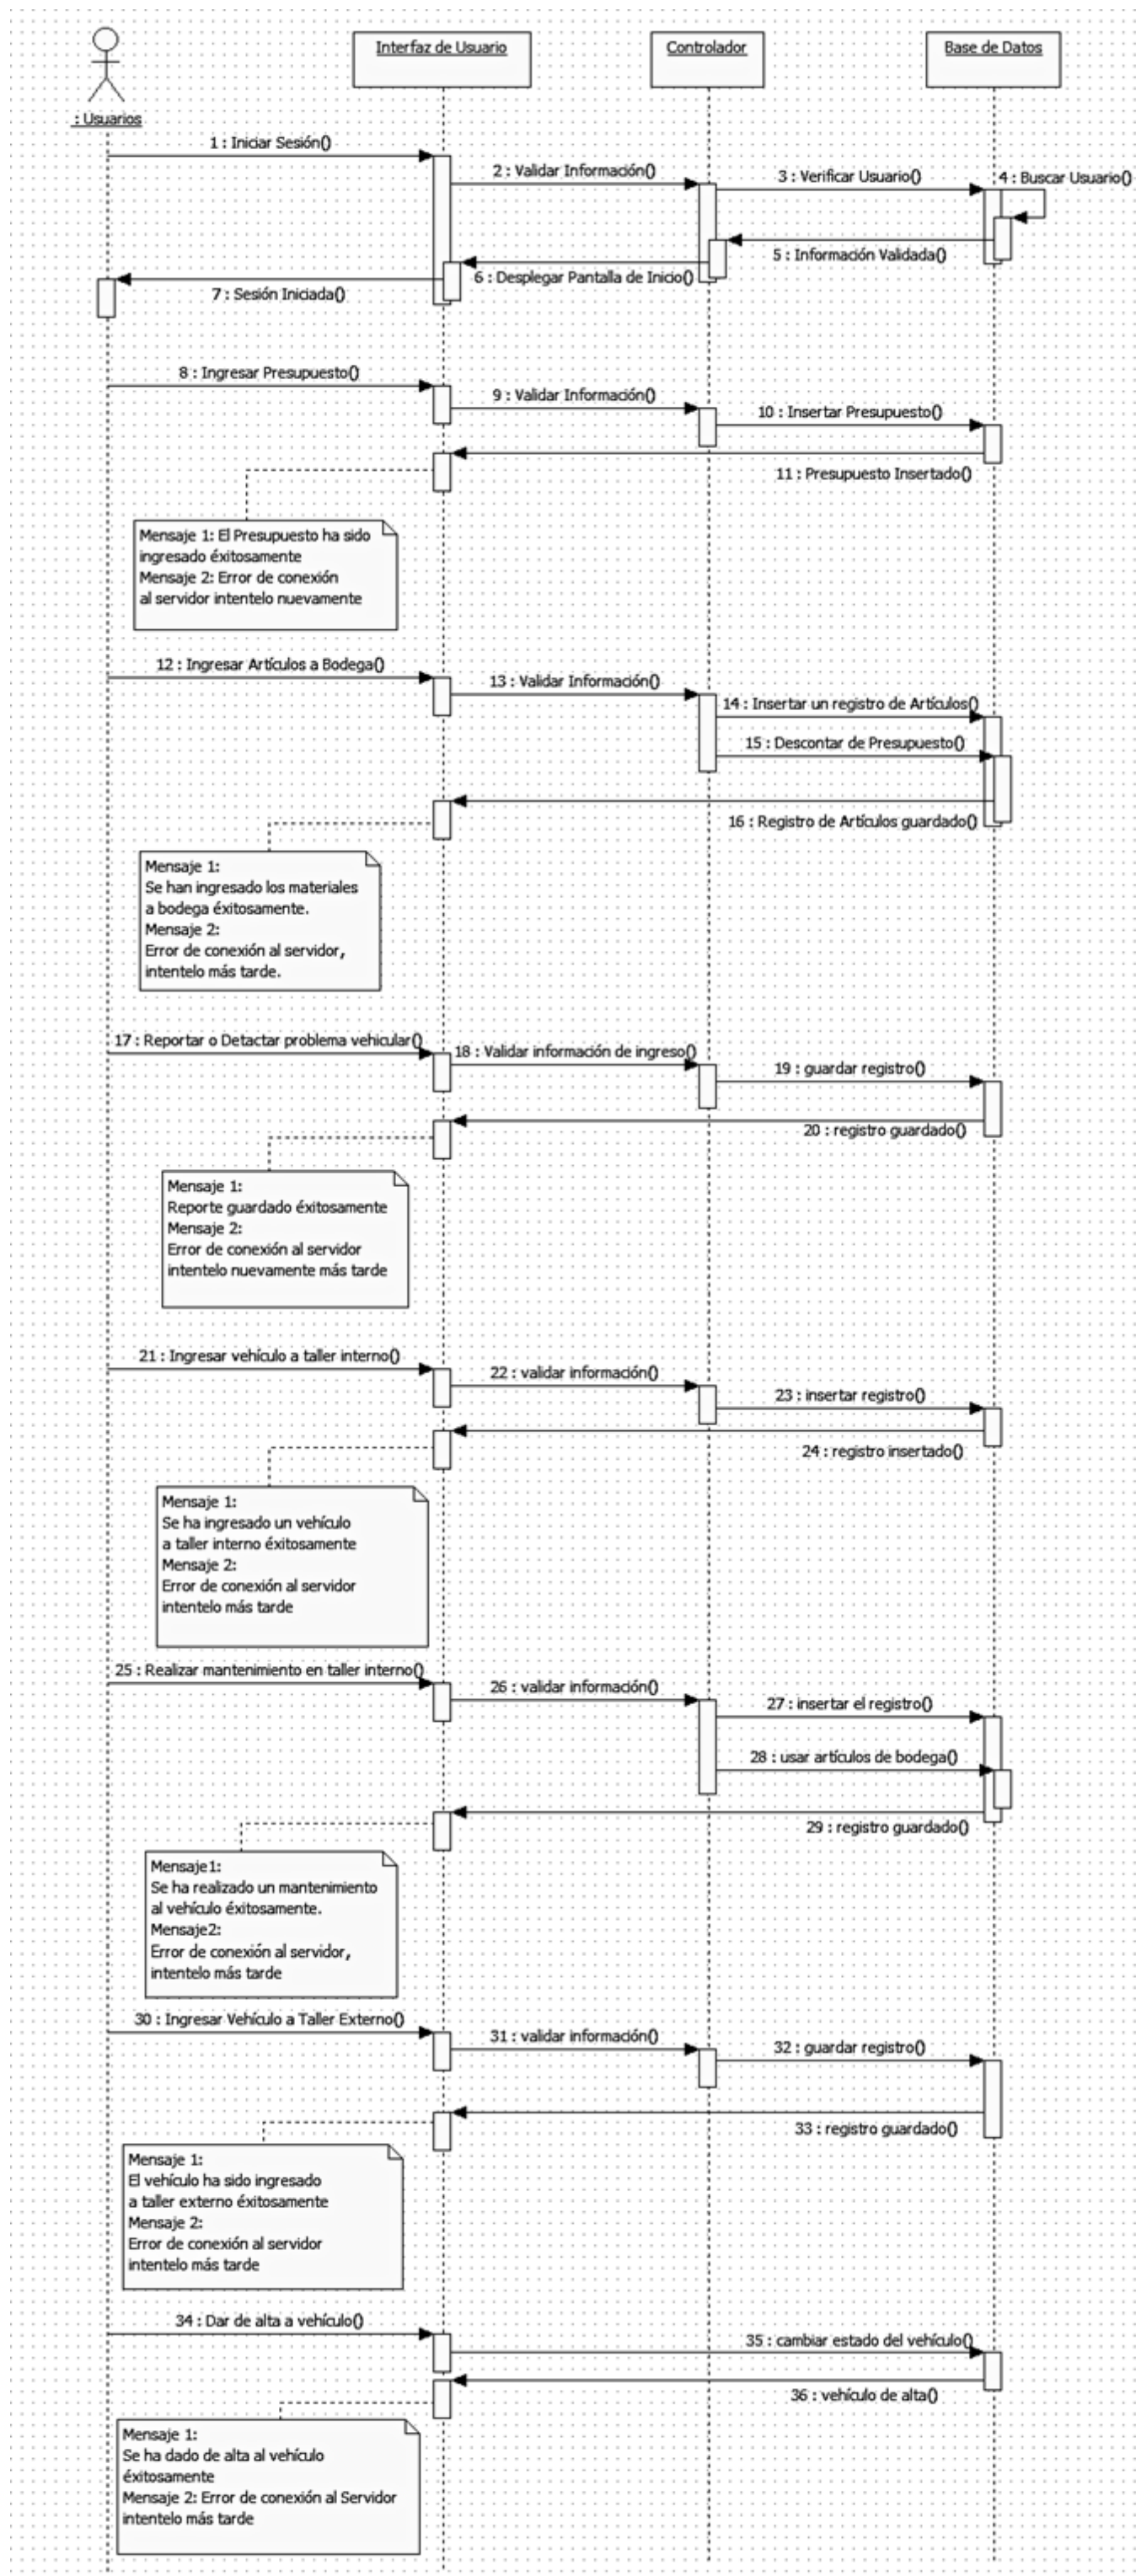 Interfaz de Usuario
Controlador
Base de Datos
: Usuarios
1 : Iniciar Sesión()
2 : Validar Información()
3 : Verificar Usuario()
4 : Buscar Usuario()
5 : Información Validada()
6 : Desplegar Pantalla de Inicio()
7 : Sesión Iniciada()
8 : Ingresar Presupuesto()
9 : Validar Información()
10 : Insertar Presupuesto()
11 : Presupuesto Insertado()
Mensaje 1: El Presupuesto ha sido
ingresado éxitosamente
Mensaje 2: Error de conexión
al servidor intentelo nuevamente
12 : Ingresar Artículos a Bodega()
13 : Validar Información()
14 : Insertar un registro de Artículos()
15 : Descontar de Presupuesto()
16 : Registro de Artículos guardado()
Mensaje 1:
Se han ingresado los materiales
a bodega éxitosamente.
Mensaje 2:
Error de conexión al servidor,
intentelo más tarde.
17 : Reportar o Detactar problema vehicular()
18 : Validar información de ingreso()
19 : guardar registro()
20 : registro guardado()
Mensaje 1:
Reporte guardado éxitosamente
Mensaje 2:
Error de conexión al servidor
intentelo nuevamente más tarde
21 : Ingresar vehículo a taller interno()
22 : validar información()
23 : insertar registro()
24 : registro insertado()
Mensaje 1:
Se ha ingresado un vehículo
a taller interno éxitosamente
Mensaje 2:
Error de conexión al servidor
intentelo más tarde
25 : Realizar mantenimiento en taller interno()
26 : validar información()
27 : insertar el registro()
28 : usar artículos de bodega()
29 : registro guardado()
Mensaje1:
Se ha realizado un mantenimiento
al vehículo éxitosamente.
Mensaje2:
Error de conexión al servidor,
intentelo más tarde
30 : Ingresar Vehículo a Taller Externo()
31 : validar información()
32 : guardar registro()
33 : registro guardado()
Mensaje 1:
El vehículo ha sido ingresado
a taller externo éxitosamente
Mensaje 2:
Error de conexión al servidor
intentelo más tarde
34 : Dar de alta a vehículo()
35 : cambiar estado del vehículo()
36 : vehículo de alta()
Mensaje 1:
Se ha dado de alta al vehículo
éxitosamente
Mensaje 2: Error de conexión al Servidor
intentelo más tarde